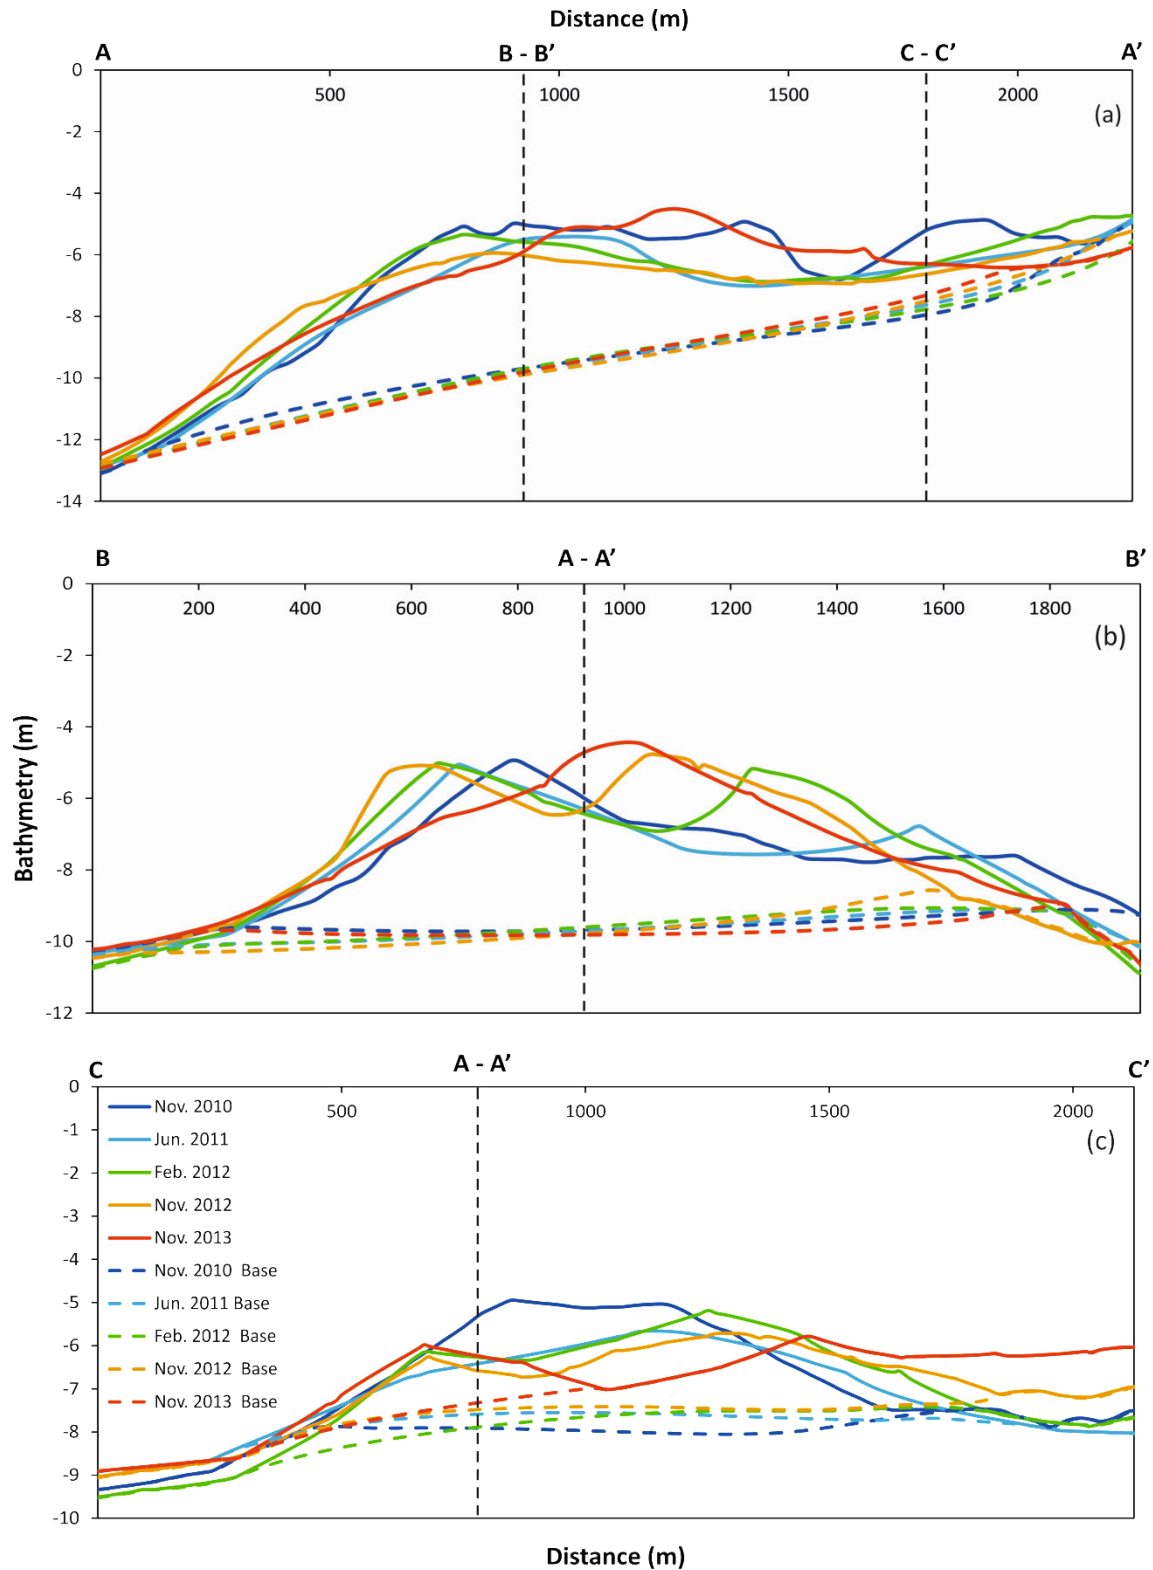 Distance (m)
A B - B’ C - C’ A’
0
500 1000 1500 2000
(a)
-2
-4
-6
-8
-10
-12
-14
B A - A’ B’
0
200 400 600 800 1000 1200 1400 1600 1800
(b)
-2
-4
-6
-8
-10
-12
Bathymetry (m)
C A - A’ C’
0
500 1000 1500 2000
(c)
-1
-2
-3
-4
-5
-6
-7
-8
-9
-10
Nov. 2010
Jun. 2011
Feb. 2012
Nov. 2012
Nov. 2013
Nov. 2010 Base
Jun. 2011 Base
Feb. 2012 Base
Nov. 2012 Base
Nov. 2013 Base
Distance (m)